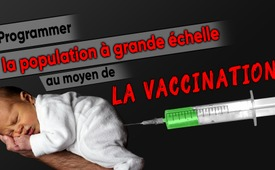 Programmer
la population à grande échelle
au moyen de
LA VACCINATION